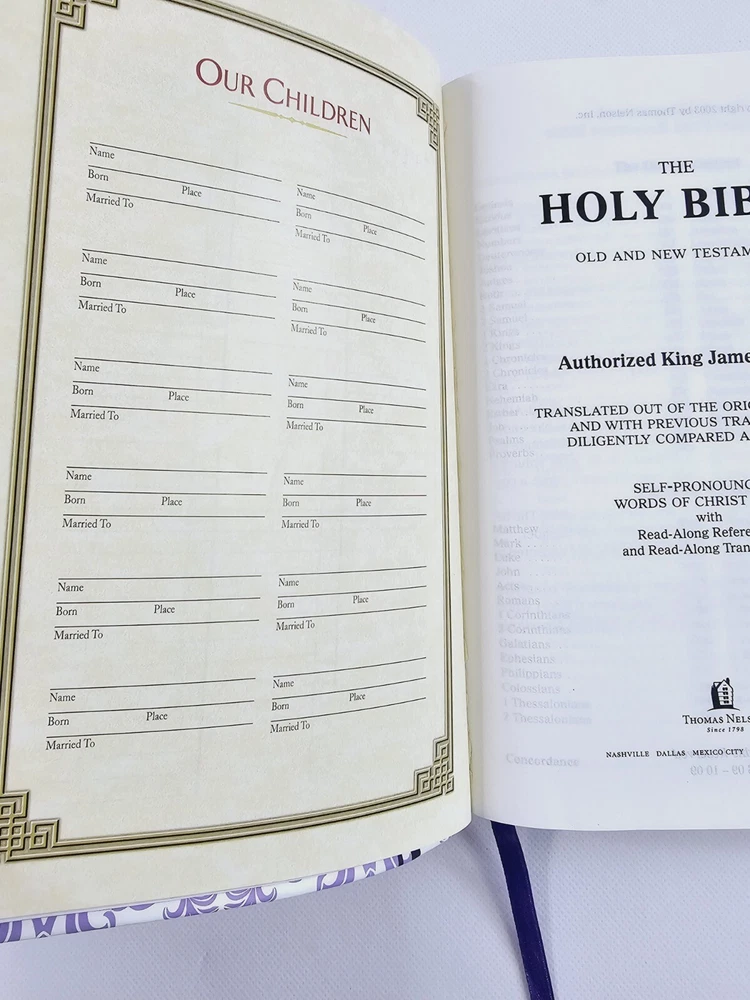 OUR CHILDREN
Name
Born Place
Married To
Name
Born Place
Married To
Name
Born Place
Married To
Name
Born Place
Married To
Name
Born Place
Married To
Name
Born Place
Married To
Name
Born Place
Married To
Name
Born Place
Married To
Name
Born Place
Married To
Name
Born Place
Married To
Name
Born Place
Married To
Name
Born Place
Married To
THE
HOLY BIB
OLD AND NEW TESTAM
Authorized King Jame
TRANSLATED OUT OF THE ORIG
AND WITH PREVIOUS TRA
DILIGENTLY COMPARED A
SELF-PRONOUNC
WORDS OF CHRIST
with
Read-Along Refere
and Read-Along Tran
THOMAS NELS
Since 1798
NASHVILLE DALLAS MEXICO CITY